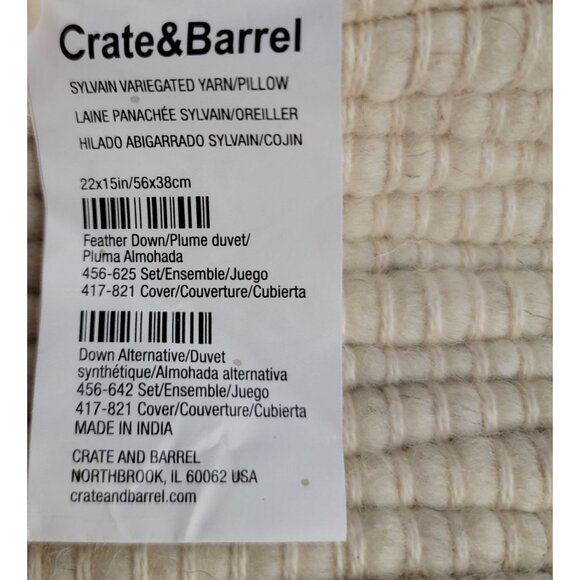 Crate&Barrel
SYLVAIN VARIEGATED YARN/PILLOW
LAINE PANACHÉE SYLVAIN/OREILLER
HILADO ABIGARRADO SYLVAIN/COJIN
22x15in/56x38cm
Feather Down/Plume duvet/
Pluma Almohada
456-625 Set/Ensemble/Juego
417-821 Cover/Couverture/Cubierta
Down Alternative/Duvet
synthétique/Almohada alternativa
456-642 Set/Ensemble/Juego
417-821 Cover/Couverture/Cubierta
MADE IN INDIA
CRATE AND BARREL
NORTHBROOK, IL 60062 USA
crateandbarrel.com